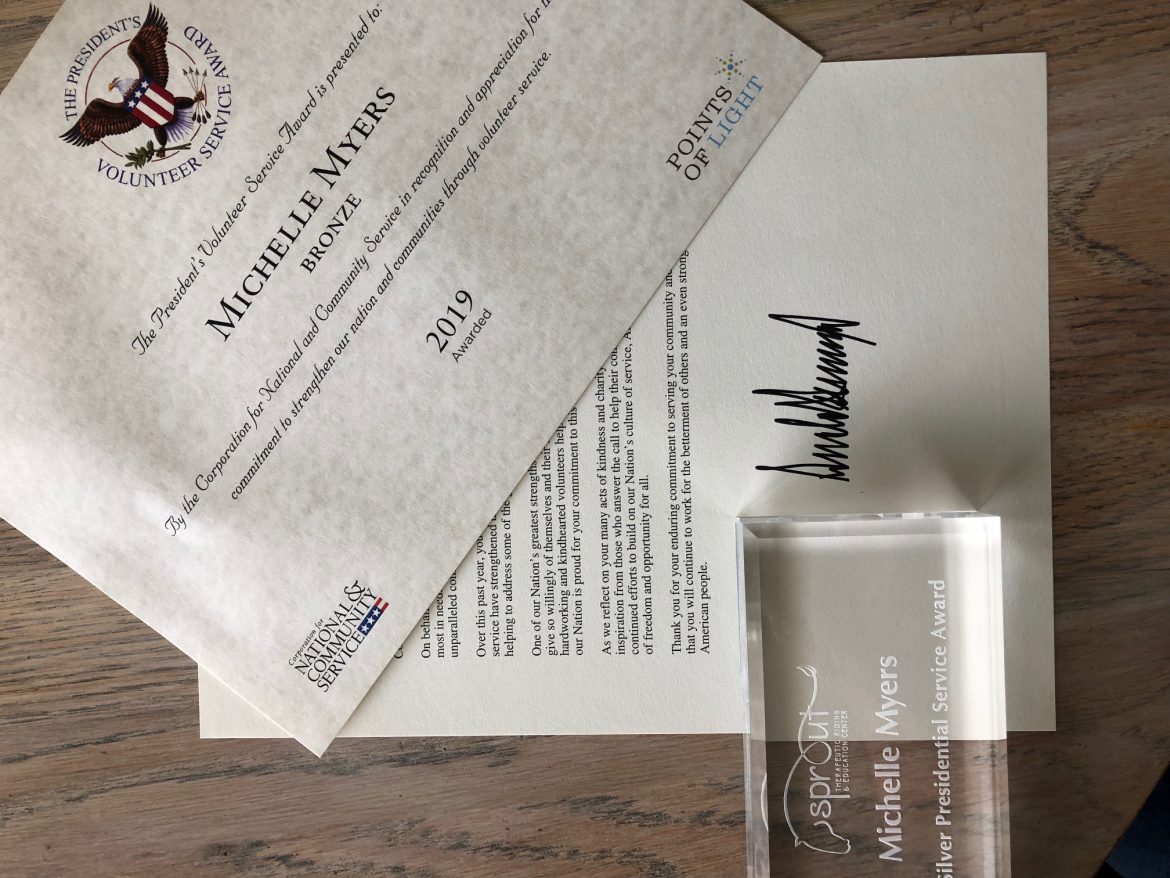 THE PRESIDENT'S
VOLUNTEER SERVICE AWARD
The President's Volunteer Service Award is presented to:
MICHELLE MYERS
BRONZE
By the Corporation for National and Community Service in recognition and appreciation for
commitment to strengthen our nation and communities through volunteer service.
2019
Awarded
Corporation for
NATIONAL &
COMMUNITY
SERVICE
POINTS
OF LIGHT
On behal
most in need
unparalleled co
Over this past year, you
service have strengthened
helping to address some of the
One of our Nation's greatest strength
give so willingly of themselves and their
hardworking and kindhearted volunteers help
our Nation is proud for your commitment to this
As we reflect on your many acts of kindness and charity
inspiration from those who answer the call to help their com
continued efforts to build on our Nation's culture of service,
of freedom and opportunity for all.
Thank you for your enduring commitment to serving your community and
that you will continue to work for the betterment of others and an even strong
American people.
sprout
THERAPEUTIC RIDING
& EDUCATION CENTER
Michelle Myers
Silver Presidential Service Award